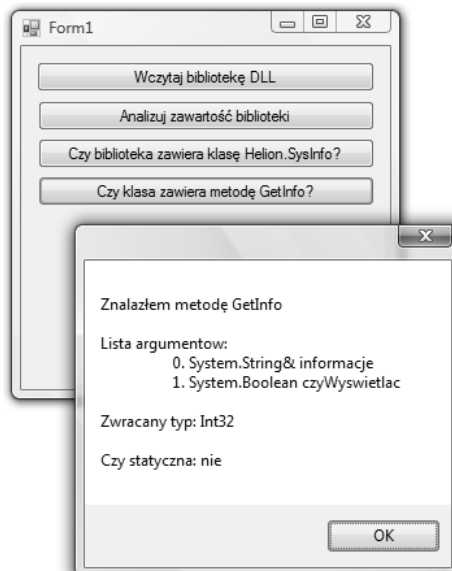 Form1
Wczytaj bibliotekę DLL
Analizuj zawartość biblioteki
Czy biblioteka zawiera klasę Helion.SysInfo?
Czy klasa zawiera metodę GetInfo?
Znalazłem metodę GetInfo
Lista argumentow:
0. System.String& informacje
1. System.Boolean czyWyswietlac
Zwracany typ: Int32
Czy statyczna: nie
OK